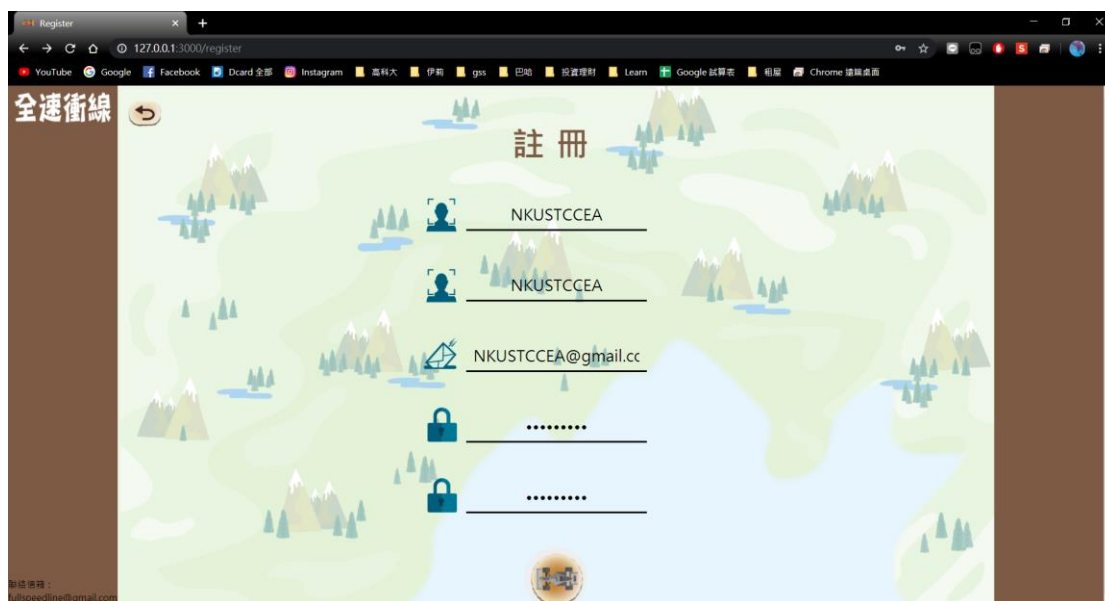 Register
127.0.0.1:3000/register
YouTube Google Facebook Dcard 全部 Instagram 高科大 伊莉 gss 巴哈 投資理財 Learn Google 試算表 租屋 Chrome 遠端桌面
全速衝線
註冊
NKUSTCCEA
NKUSTCCEA
NKUSTCCEA@gmail.cc
•••••••••
•••••••••
聯絡信箱：
fullspeedline@gmail.com